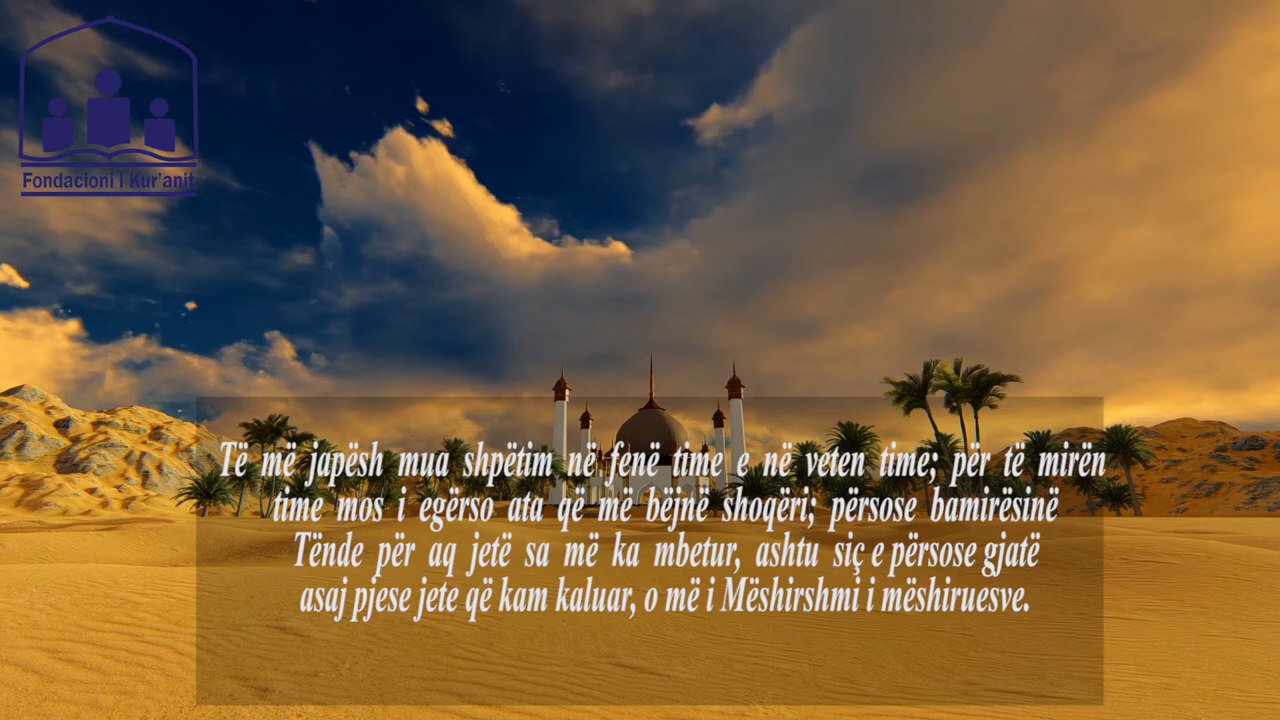 Fondacioni i Kur'anit
Të më japësh mua shpëtim në fenë time e në veten time; për të mirën
time mos i egërso ata që më bëjnë shoqëri; përsose bamirësinë
Tënde për aq jetë sa më ka mbetur, ashtu siç e përsose gjatë
asaj pjese jete që kam kaluar, o më i Mëshirshmi i mëshiruesve.